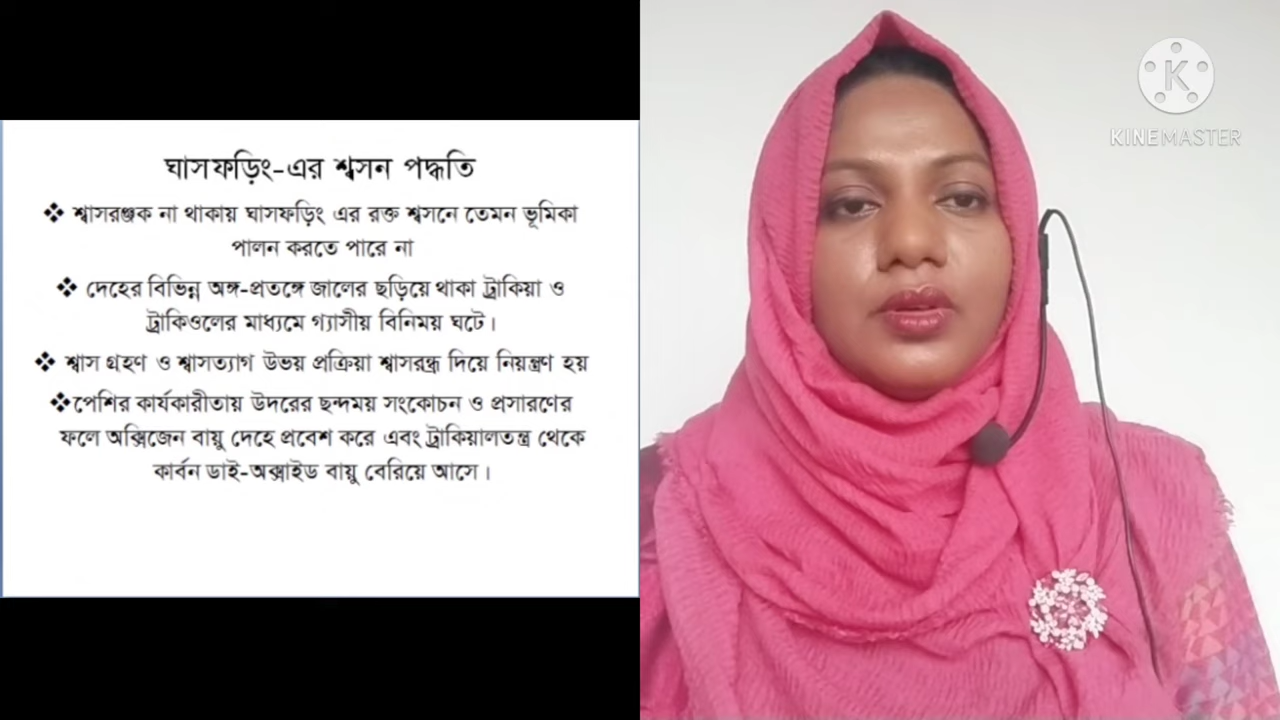 ঘাসফড়িং-এর শ্বসন পদ্ধতি
❖ শ্বাসরঞ্জক না থাকায় ঘাসফড়িং এর রক্ত শ্বসনে তেমন ভূমিকা
পালন করতে পারে না
❖ দেহের বিভিন্ন অঙ্গ-প্রতঙ্গে জালের ছড়িয়ে থাকা ট্রাকিয়া ও
ট্রাকিওলের মাধ্যমে গ্যাসীয় বিনিময় ঘটে।
❖ শ্বাস গ্রহণ ও শ্বাসত্যাগ উভয় প্রক্রিয়া শ্বাসরন্ধ্র দিয়ে নিয়ন্ত্রণ হয়
❖পেশির কার্যকারীতায় উদরের ছন্দময় সংকোচন ও প্রসারণের
ফলে অক্সিজেন বায়ু দেহে প্রবেশ করে এবং ট্রাকিয়ালতন্ত্র থেকে
কার্বন ডাই-অক্সাইড বায়ু বেরিয়ে আসে।
K
KINEMASTER